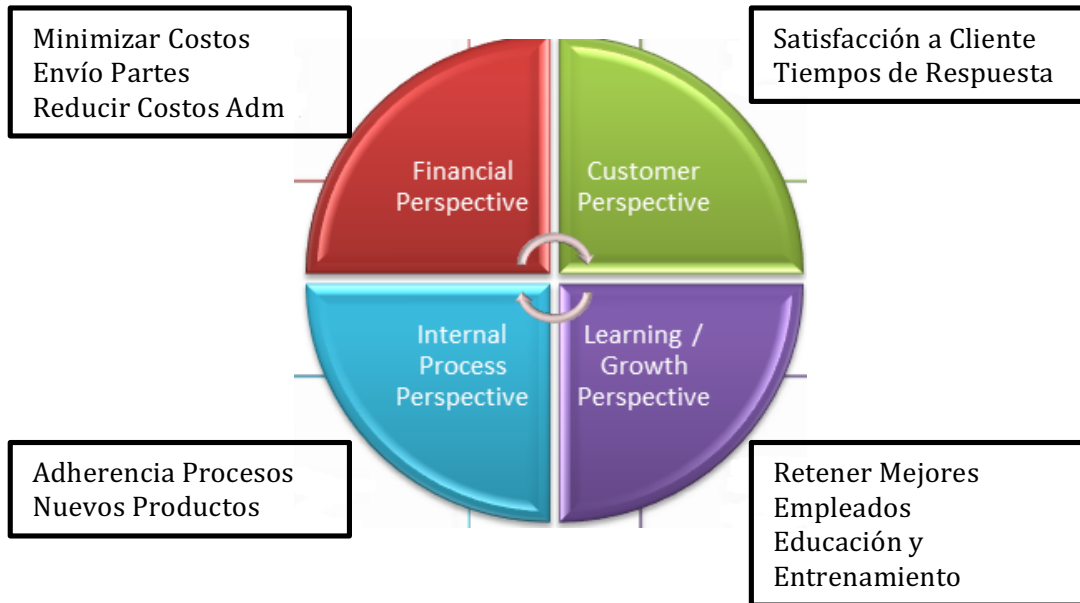 Minimizar Costos
Envío Partes
Reducir Costos Adm
Satisfacción a Cliente
Tiempos de Respuesta
Financial
Perspective
Customer
Perspective
Internal
Process
Perspective
Learning /
Growth
Perspective
Adherencia Procesos
Nuevos Productos
Retener Mejores
Empleados
Educación y
Entrenamiento